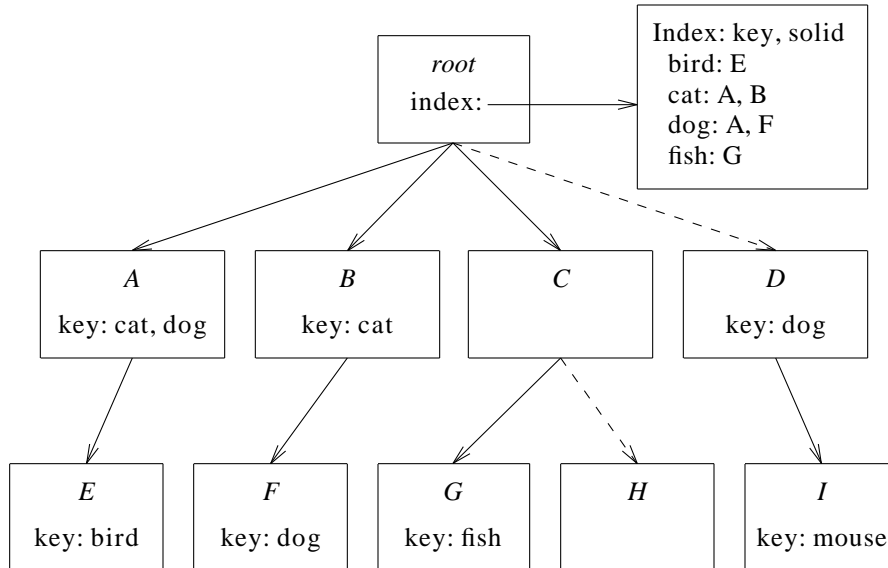 root
index:
Index: key, solid
bird: E
cat: A, B
dog: A, F
fish: G
A
key: cat, dog
B
key: cat
C
D
key: dog
E
key: bird
F
key: dog
G
key: fish
H
I
key: mouse